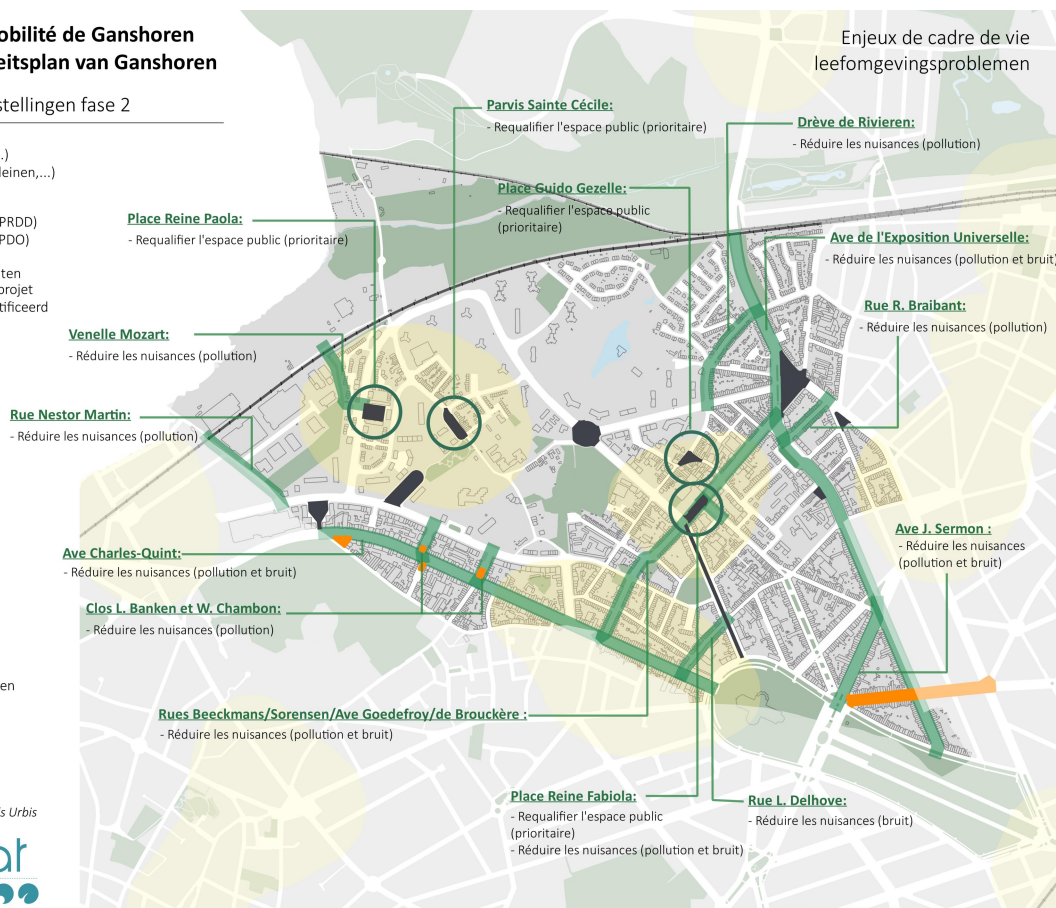 obilité de Ganshoren
eitsplan van Ganshoren
stellingen fase 2
.)
leinen,...)
PRDD)
PDO)
ten
projet
tificeerd
en
s Urbis
at
Enjeux de cadre de vie
leefomgevingsproblemen
Parvis Sainte Cécile:
- Requalifier l'espace public (prioritaire)
Drève de Rivieren:
- Réduire les nuisances (pollution)
Place Guido Gezelle:
- Requalifier l'espace public
(prioritaire)
Place Reine Paola:
- Requalifier l'espace public (prioritaire)
Ave de l'Exposition Universelle:
- Réduire les nuisances (pollution et bruit)
Rue R. Braibant:
- Réduire les nuisances (pollution)
Venelle Mozart:
- Réduire les nuisances (pollution)
Rue Nestor Martin:
- Réduire les nuisances (pollution)
Ave J. Sermon :
- Réduire les nuisances
(pollution et bruit)
Ave Charles-Quint:
- Réduire les nuisances (pollution et bruit)
Clos L. Banken et W. Chambon:
- Réduire les nuisances (pollution)
Rues Beeckmans/Sorensen/Ave Goedefroy/de Brouckère :
- Réduire les nuisances (pollution et bruit)
Place Reine Fabiola:
- Requalifier l'espace public
(prioritaire)
- Réduire les nuisances (pollution et bruit)
Rue L. Delhove:
- Réduire les nuisances (bruit)